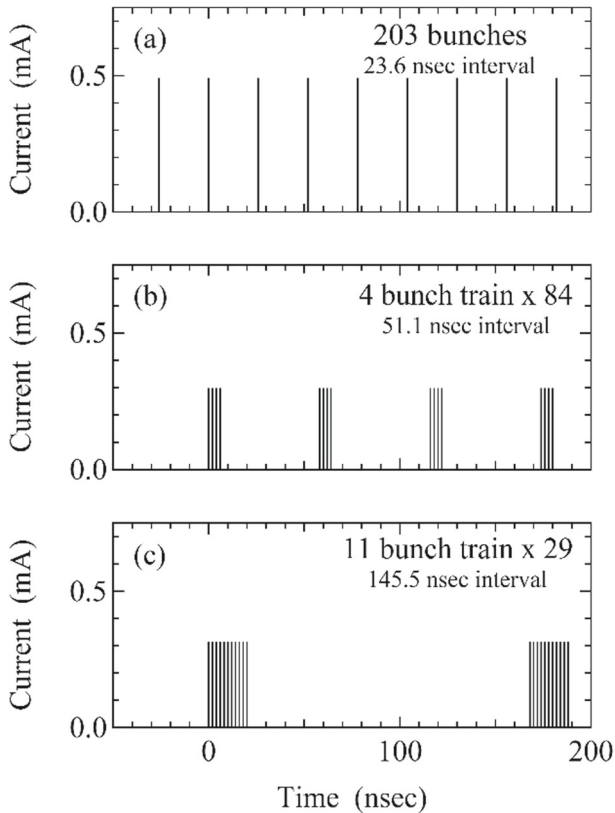 (a)
203 bunches
23.6 nsec interval
Current (mA)
0.5
0.0
(b)
4 bunch train x 84
51.1 nsec interval
Current (mA)
0.5
0.0
(c)
11 bunch train x 29
145.5 nsec interval
Current (mA)
0.5
0.0
0
100
200
Time (nsec)